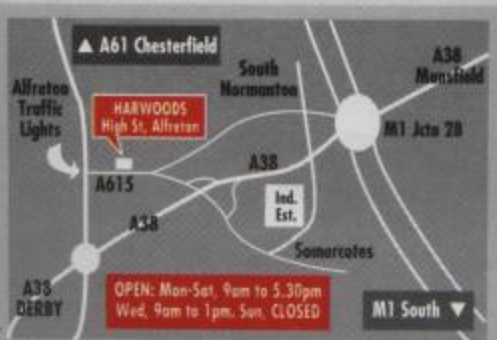 ▲ A61 Chesterfield
A38
Mansfield
South
Normanton
Alfreton
Traffic
Lights
HARWOODS
High St, Alfreton
M1 Jctn 28
A38
A615
Ind.
Est.
A38
Somercotes
A38
DERBY
OPEN: Mon-Sat, 9am to 5.30pm
Wed, 9am to 1pm. Sun, CLOSED
M1 South ▼